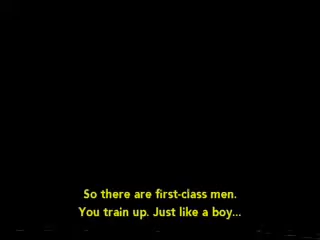 So there are first-class men.
You train up. Just like a boy...